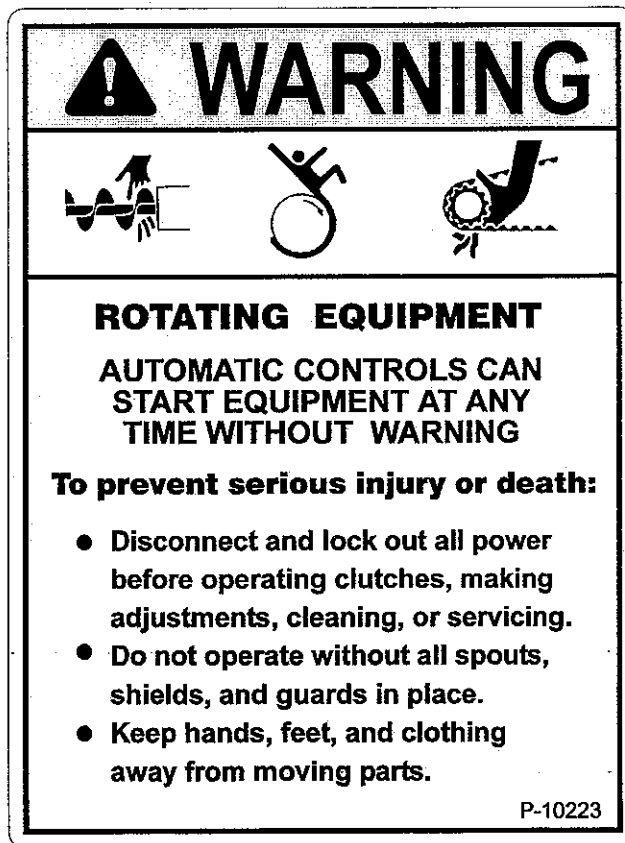 WARNING
ROTATING EQUIPMENT
AUTOMATIC CONTROLS CAN
START EQUIPMENT AT ANY
TIME WITHOUT WARNING
To prevent serious injury or death:
● Disconnect and lock out all power
before operating clutches, making
adjustments, cleaning, or servicing.
● Do not operate without all spouts,
shields, and guards in place.
● Keep hands, feet, and clothing
away from moving parts.
P-10223